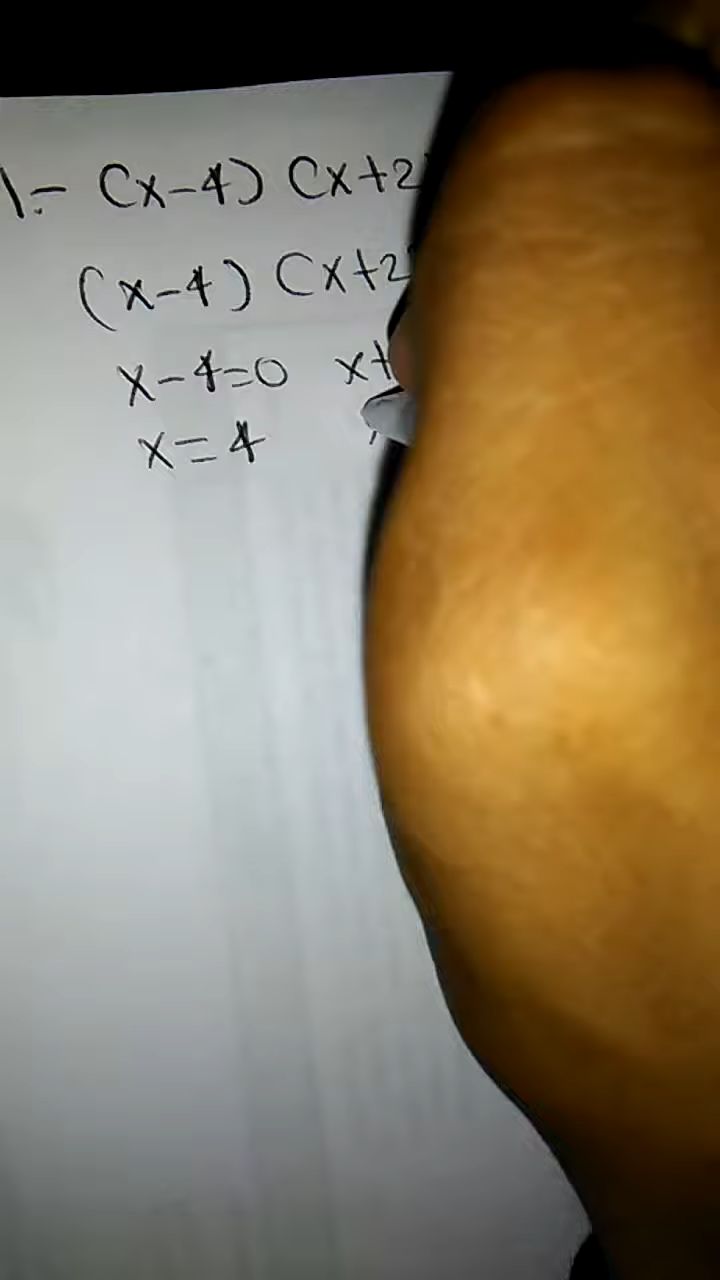 1.- (x-4) (x+2
(x-4) (x+2
x-4=0 x+
x=4